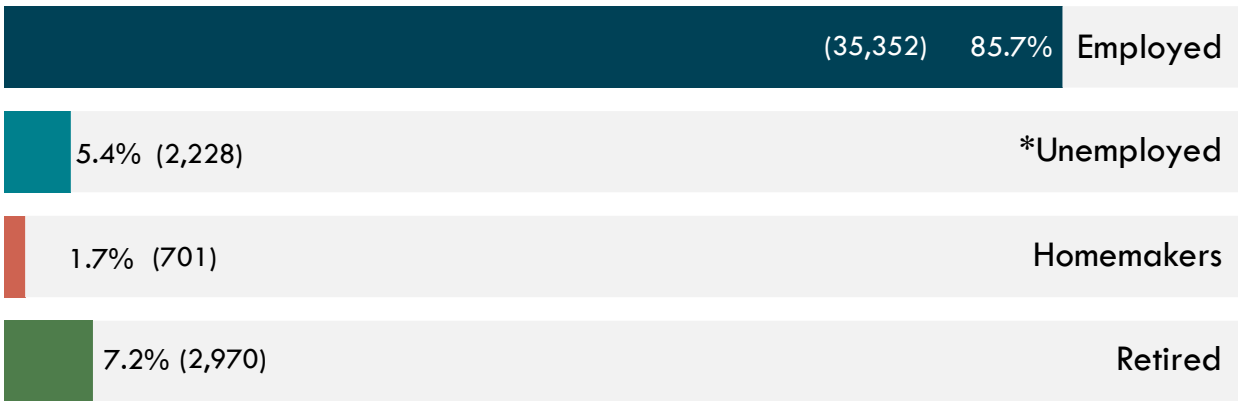 (35,352) 85.7% Employed
5.4% (2,228) *Unemployed
1.7% (701) Homemakers
7.2% (2,970) Retired